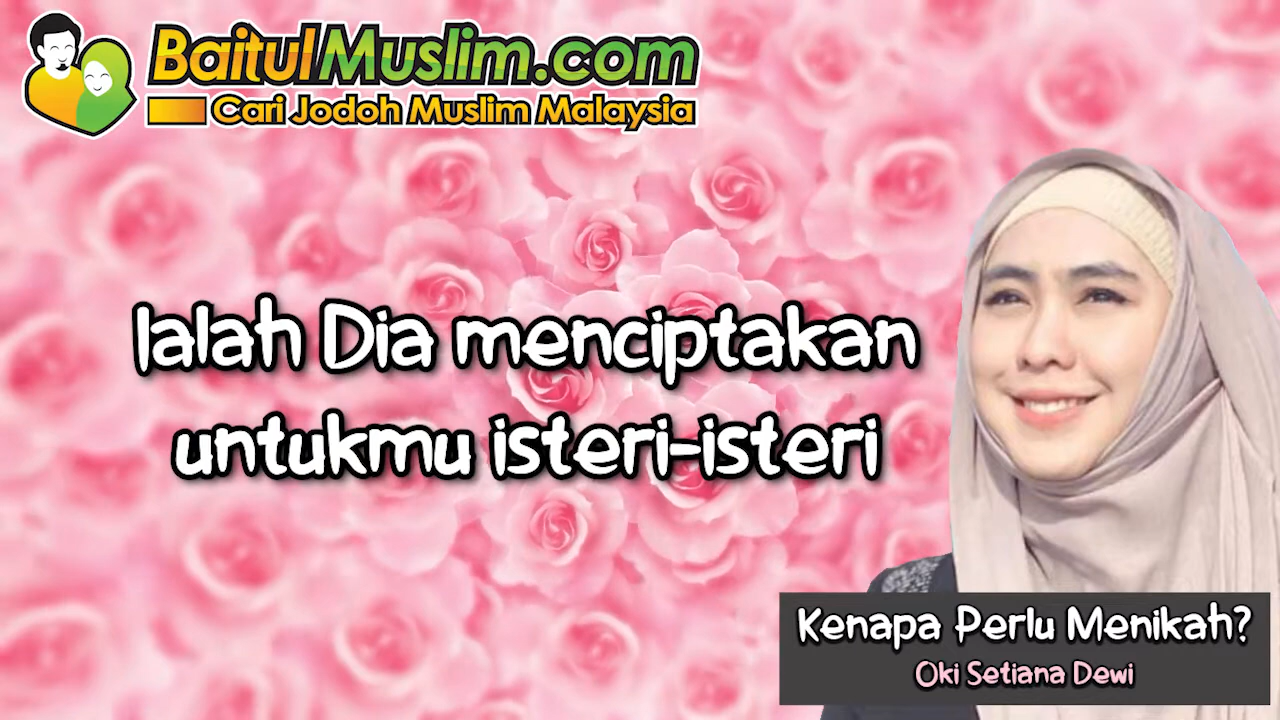 BaitulMuslim.com
Cari Jodoh Muslim Malaysia
Ialah Dia menciptakan
untukmu isteri-isteri
Kenapa Perlu Menikah?
Oki Setiana Dewi